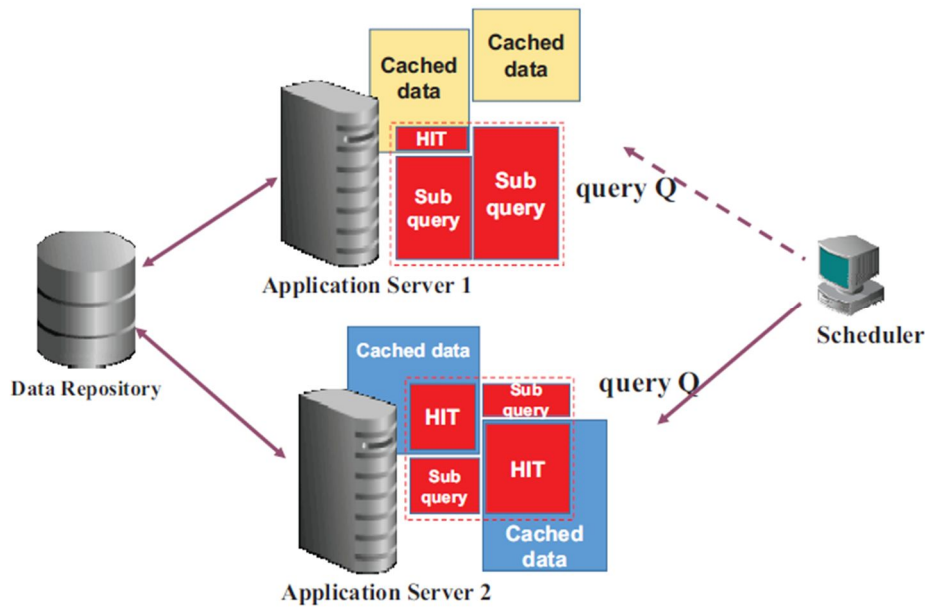 Cached
data
Cached
data
HIT
Sub
query
Sub
query
query Q
Application Server 1
Scheduler
Data Repository
Cached data
query Q
HIT
Sub
query
HIT
Sub
query
Cached
data
Application Server 2